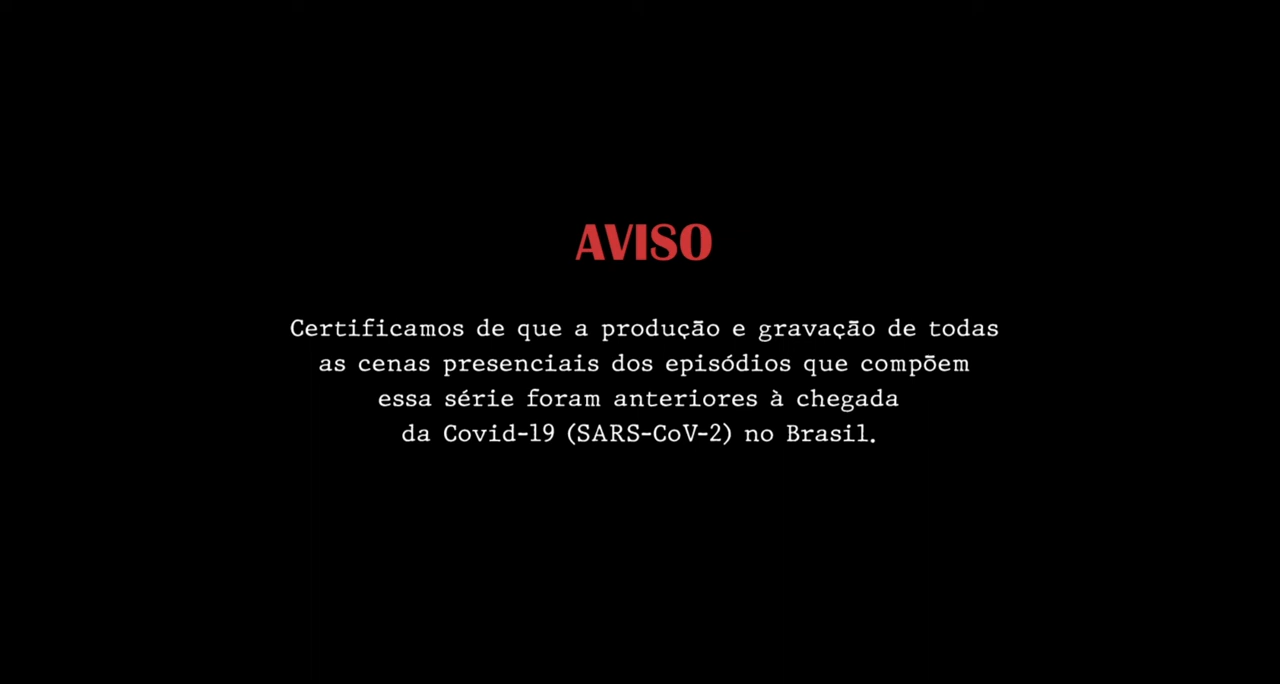 AVISO
Certificamos de que a produção e gravação de todas
as cenas presenciais dos episódios que compõem
essa série foram anteriores à chegada
da Covid-19 (SARS-CoV-2) no Brasil.